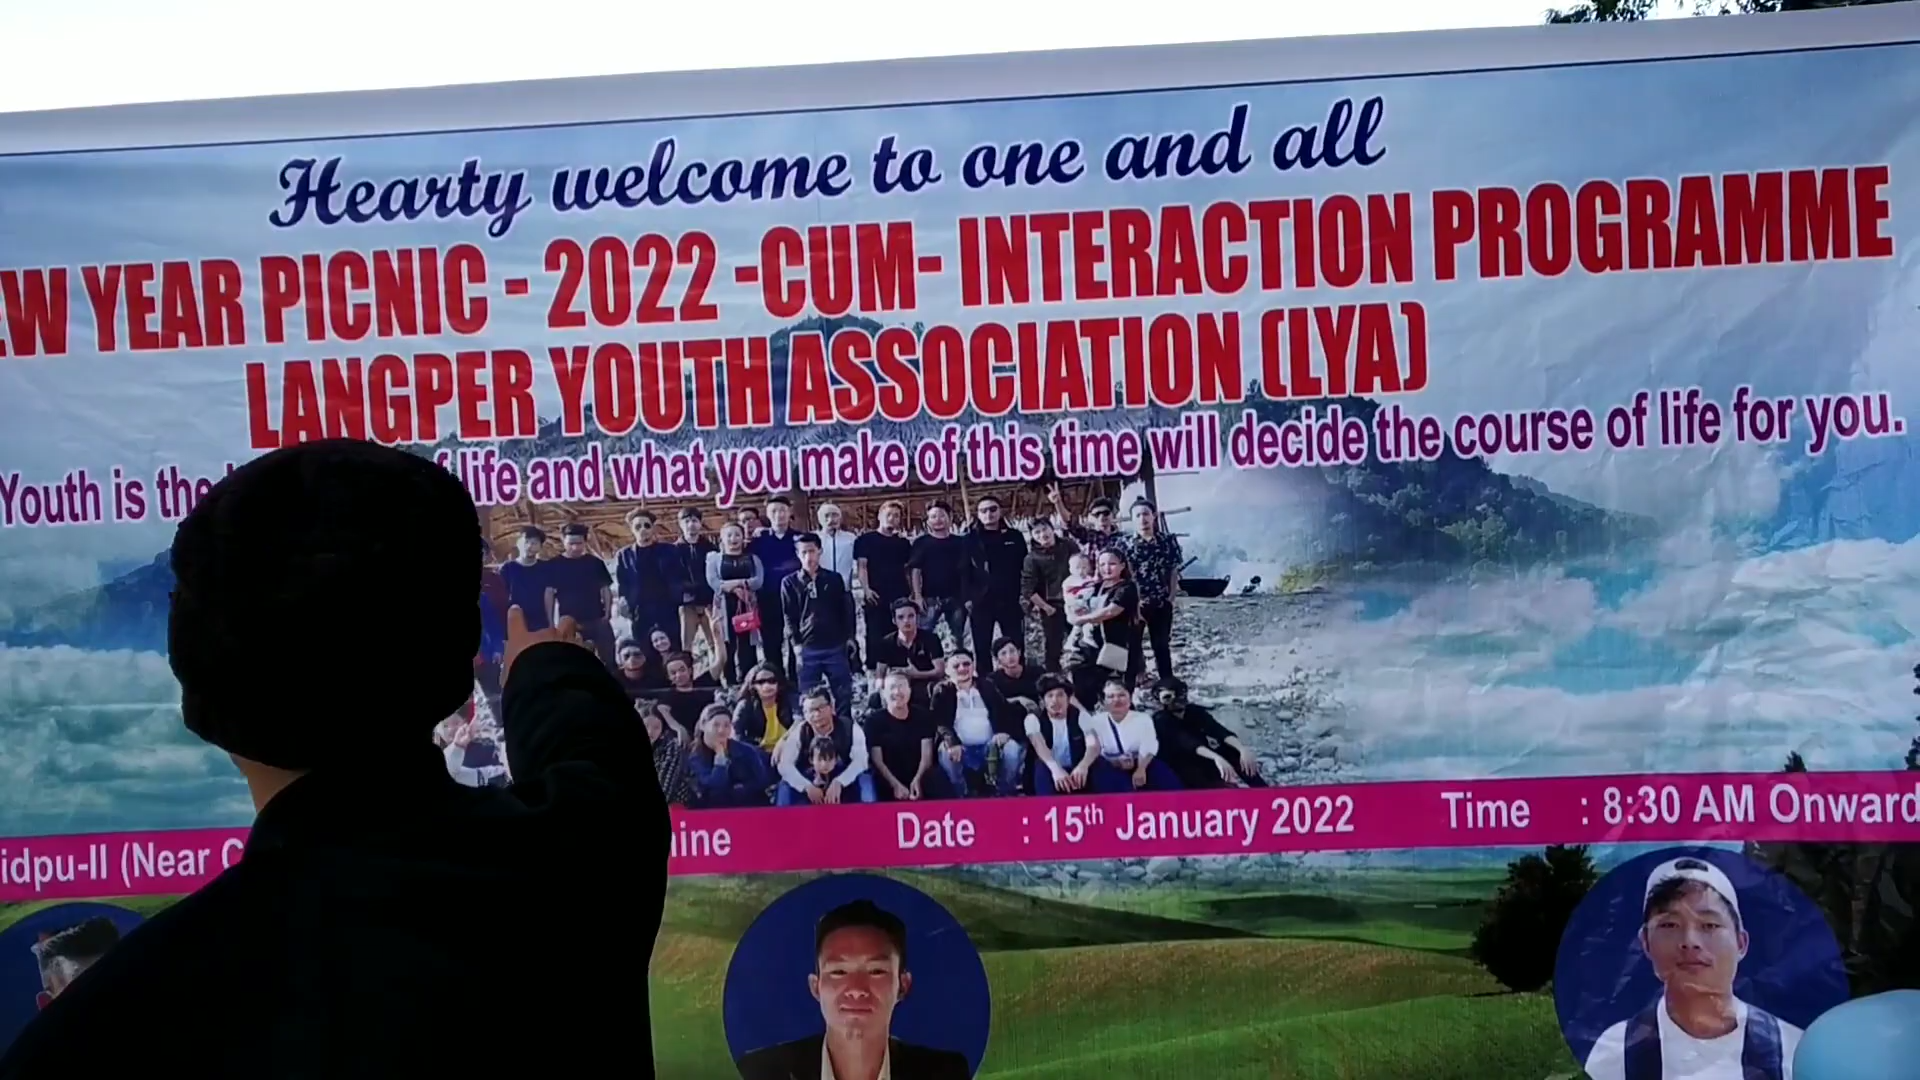 Hearty welcome to one and all
EW YEAR PICNIC - 2022 -CUM- INTERACTION PROGRAMME
LANGPER YOUTH ASSOCIATION (LYA)
Youth is the life and what you make of this time will decide the course of life for you.
idpu-II (Near Date : 15th January 2022 Time : 8:30 AM Onward